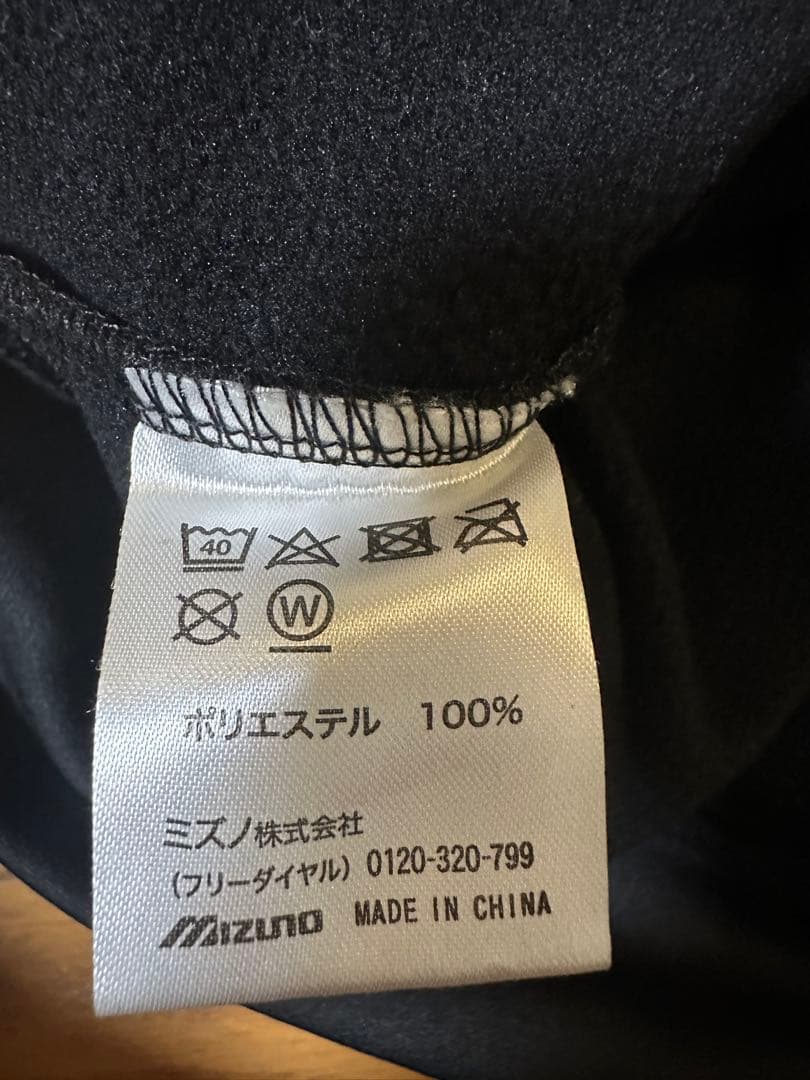 40
W
ポリエステル 100%
ミズノ株式会社
(フリーダイヤル) 0120-320-799
MIZUNO MADE IN CHINA